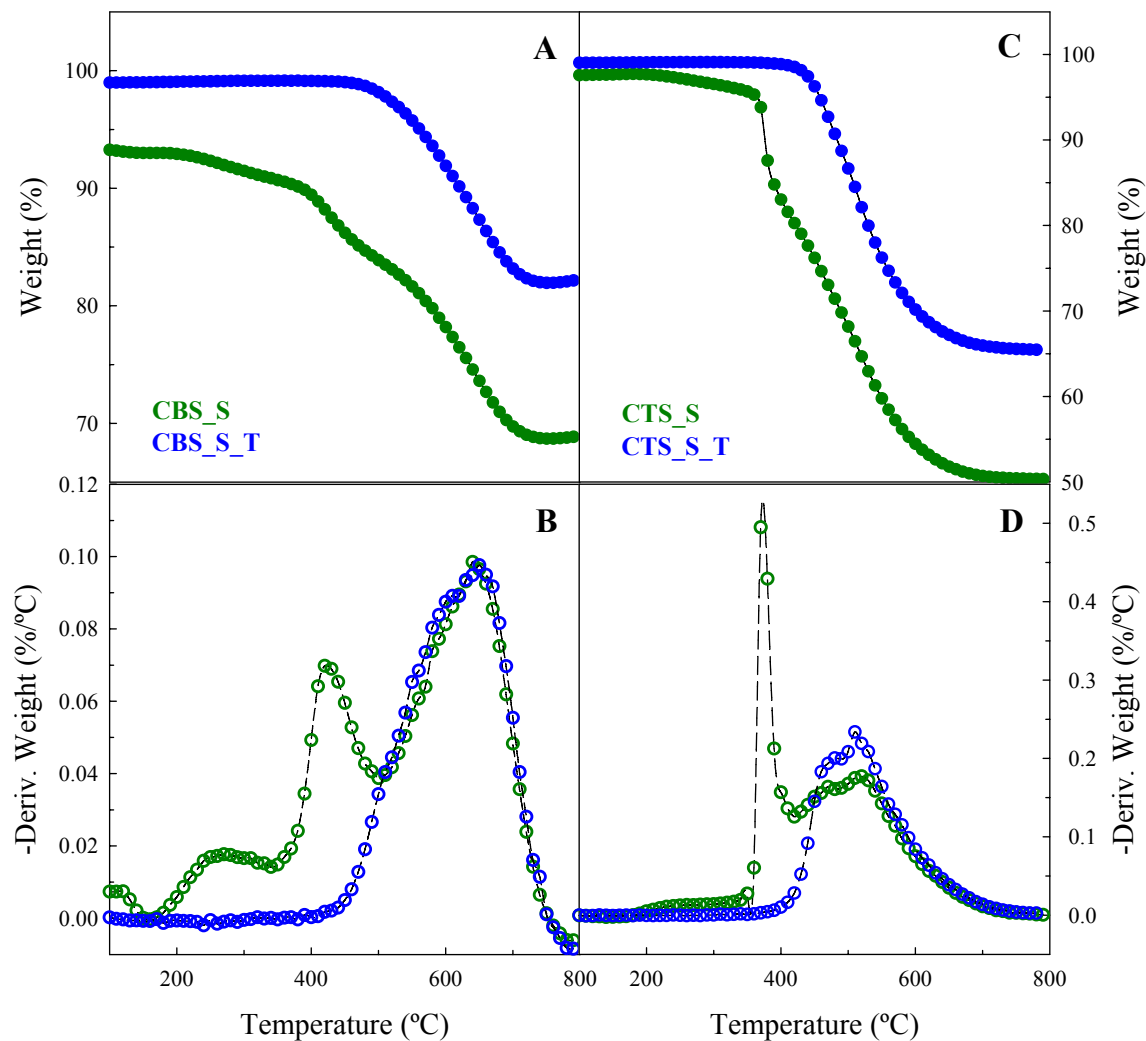 A
C
100
90
80
70
Weight (%)
CBS_S
CBS_S_T
CTS_S
CTS_S_T
100
90
80
70
60
50
Weight (%)
B
D
0.12
0.10
0.08
0.06
0.04
0.02
0.00
-Deriv. Weight (%/ºC)
0.5
0.4
0.3
0.2
0.1
0.0
-Deriv. Weight (%/ºC)
200 400 600 800 200 400 600 800
Temperature (ºC) Temperature (ºC)